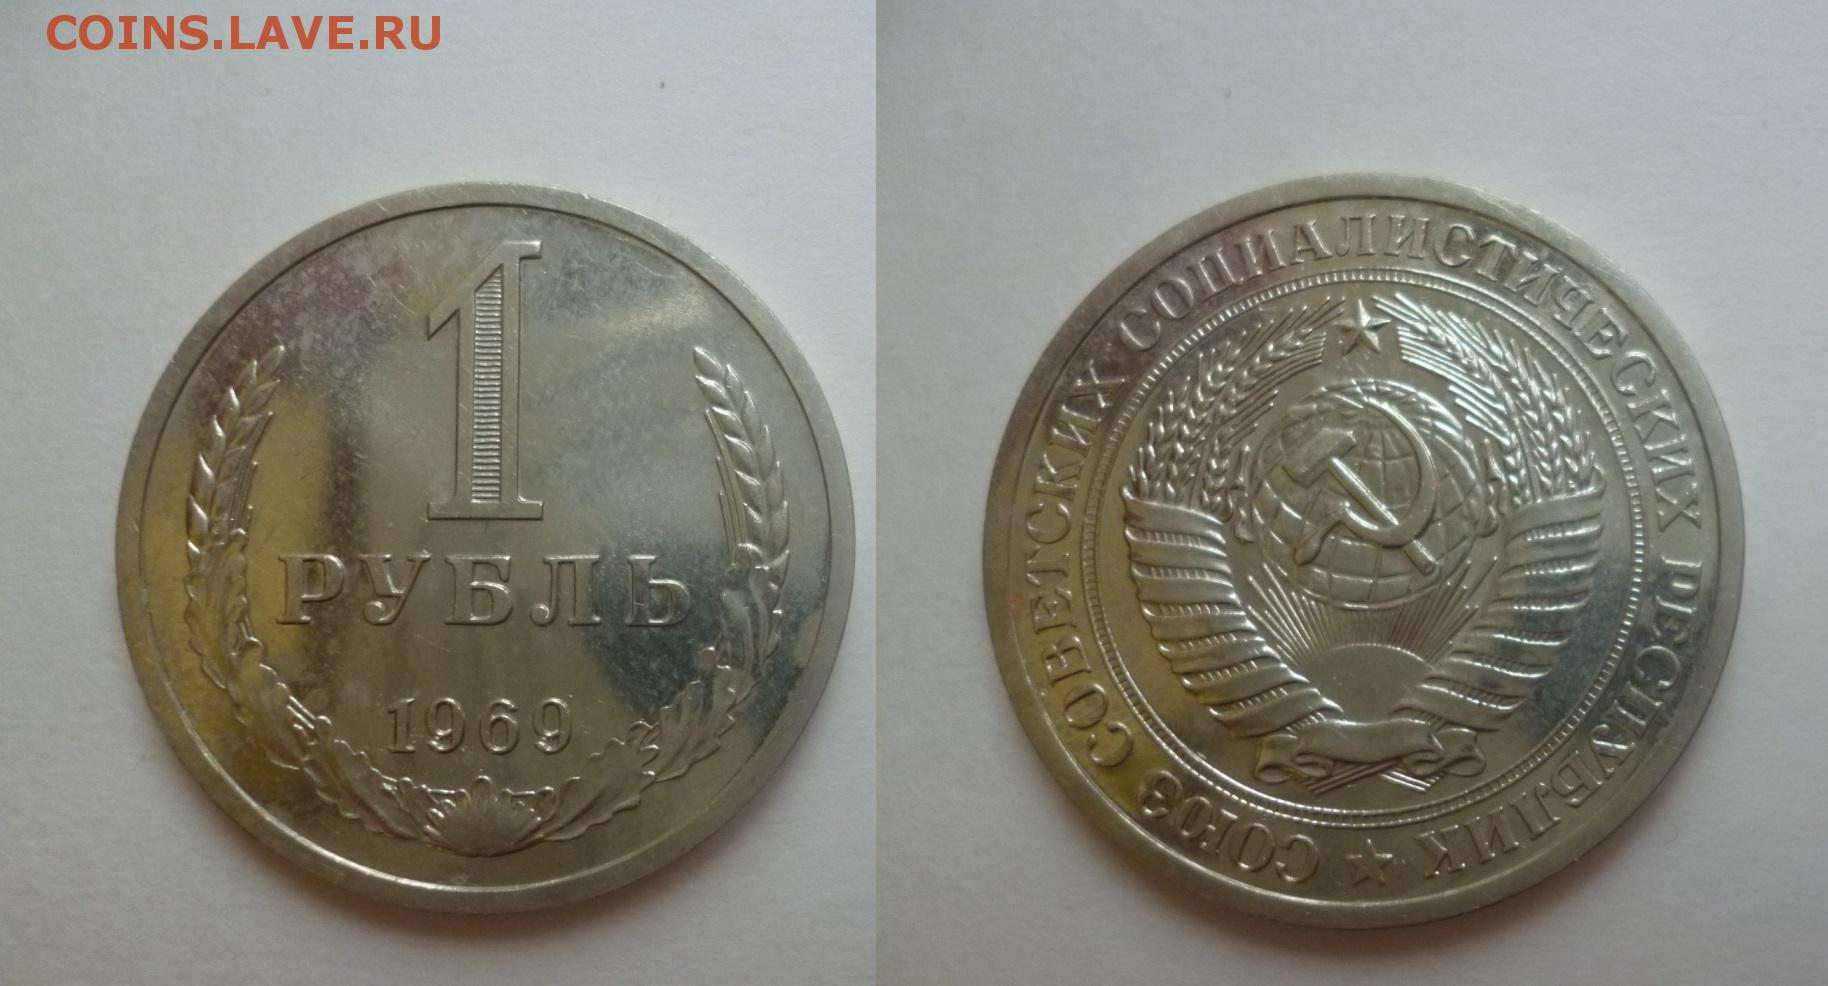 COINS.LAVE.RU
1
РУБЛЬ
1969
СОЮЗ СОВЕТСКИХ СОЦИАЛИСТИЧЕСКИХ РЕСПУБЛИК